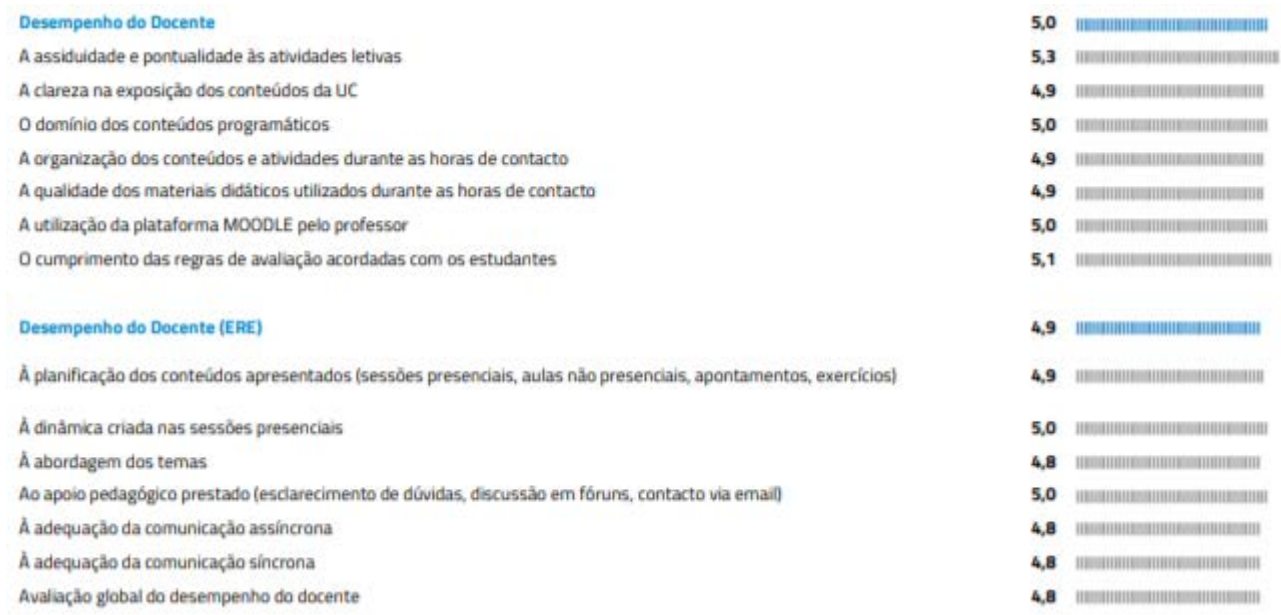 Desempenho do Docente 5,0
A assiduidade e pontualidade às atividades letivas 5,3
A clareza na exposição dos conteúdos da UC 4,9
O domínio dos conteúdos programáticos 5,0
A organização dos conteúdos e atividades durante as horas de contacto 4,9
A qualidade dos materiais didáticos utilizados durante as horas de contacto 4,9
A utilização da plataforma MOODLE pelo professor 5,0
O cumprimento das regras de avaliação acordadas com os estudantes 5,1
Desempenho do Docente (ERE) 4,9
À planificação dos conteúdos apresentados (sessões presenciais, aulas não presenciais, apontamentos, exercícios) 4,9
À dinâmica criada nas sessões presenciais 5,0
À abordagem dos temas 4,8
Ao apoio pedagógico prestado (esclarecimento de dúvidas, discussão em fóruns, contacto via email) 5,0
À adequação da comunicação assíncrona 4,8
À adequação da comunicação síncrona 4,8
Avaliação global do desempenho do docente 4,8